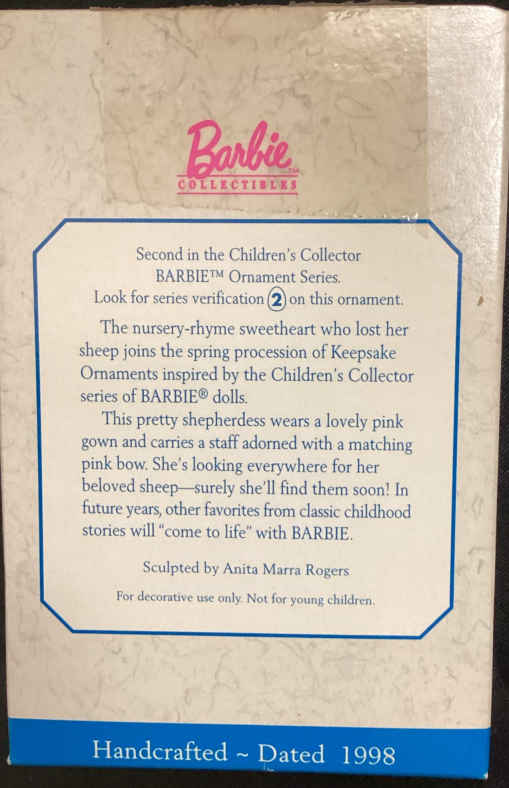 Barbie™
COLLECTIBLES
Second in the Children's Collector
BARBIE™ Ornament Series.
Look for series verification 2 on this ornament.
The nursery-rhyme sweetheart who lost her
sheep joins the spring procession of Keepsake
Ornaments inspired by the Children's Collector
series of BARBIE® dolls.
This pretty shepherdess wears a lovely pink
gown and carries a staff adorned with a matching
pink bow. She's looking everywhere for her
beloved sheep—surely she'll find them soon! In
future years, other favorites from classic childhood
stories will "come to life" with BARBIE.
Sculpted by Anita Marra Rogers
For decorative use only. Not for young children.
Handcrafted ~ Dated 1998